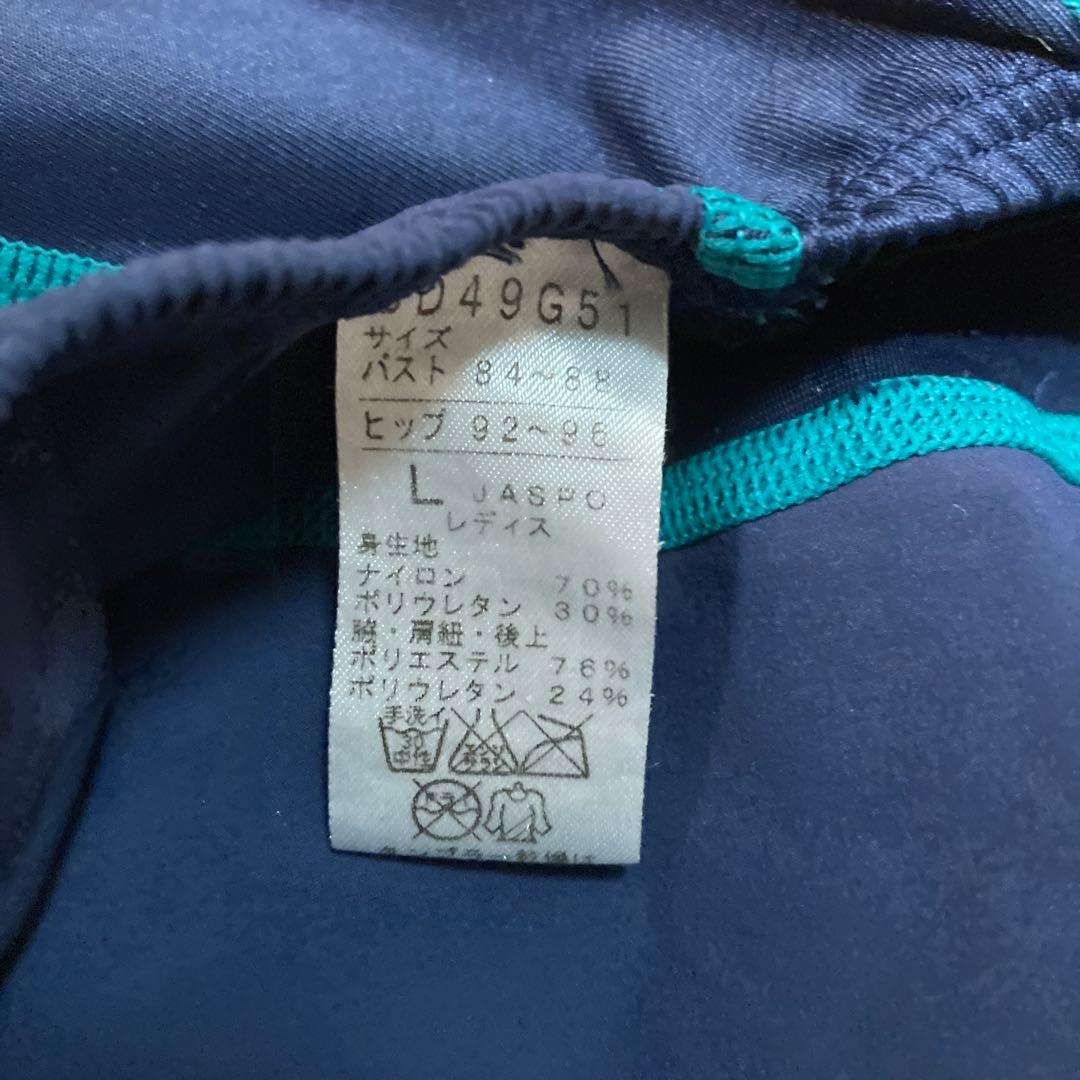 D49G51
サイズ
バスト 84～88
ヒップ 92～96
L JASPO
レディス
身生地
ナイロン 70%
ポリウレタン 30%
脇・肩紐・後上
ポリエステル 76%
ポリウレタン 24%
手洗イ
30
中性